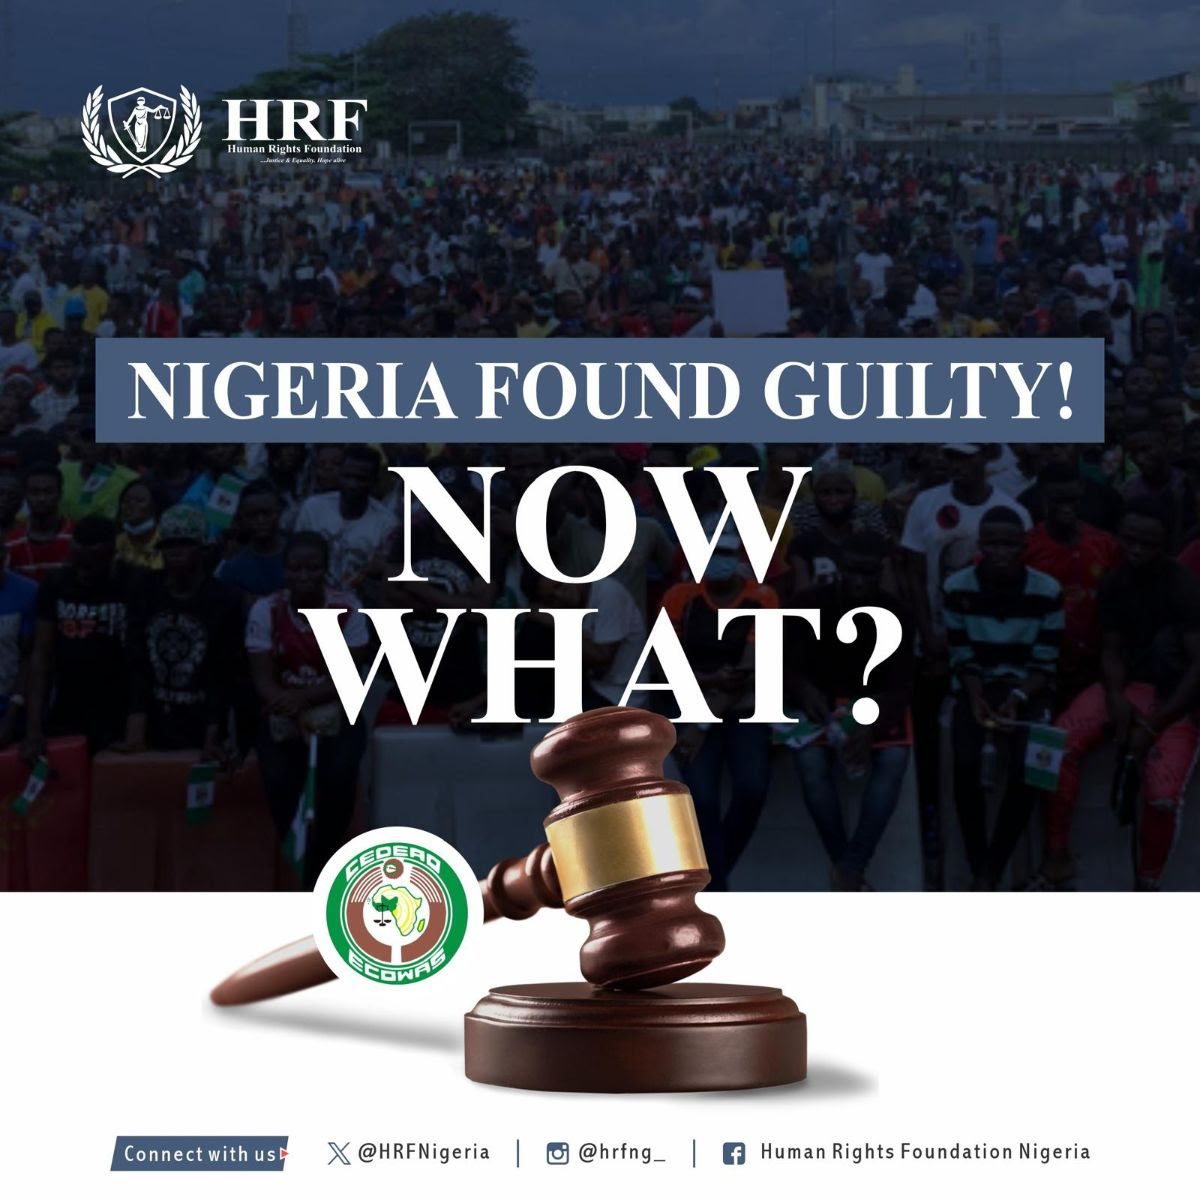 HRF
Human Rights Foundation
...Justice & Equality. Hope alive
NIGERIA FOUND GUILTY!
NOW
WHAT?
CEDEAO
ECOWAS
Connect with us
@HRFNigeria
@hrfng_
Human Rights Foundation Nigeria